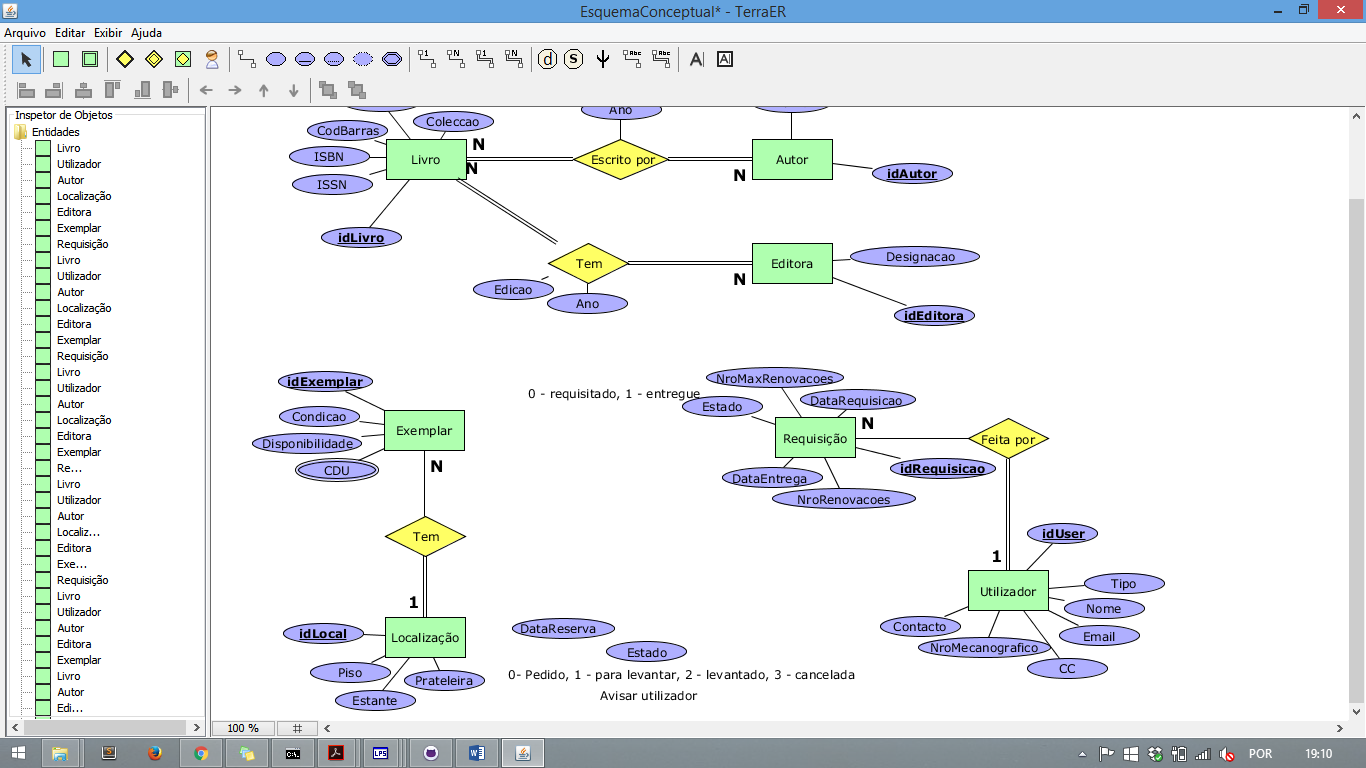 EsquemaConceptual* - TerraER
Arquivo Editar Exibir Ajuda
1 N 1 N d S Abc Abc A A
Inspetor de Objetos
Entidades
Livro
Utilizador
Autor
Localização
Editora
Exemplar
Requisição
Livro
Utilizador
Autor
Localização
Editora
Exemplar
Requisição
Livro
Utilizador
Autor
Localização
Editora
Exemplar
Re...
Livro
Utilizador
Autor
Localiz...
Editora
Exe...
Requisição
Livro
Utilizador
Autor
Editora
Exemplar
Livro
Autor
Edi...
Ano
Coleccao
CodBarras
ISBN
ISSN
Livro
N
N
Escrito por
N
Autor
idAutor
idLivro
Tem
N
Editora
Designacao
idEditora
Edicao
Ano
idExemplar
Condicao
Disponibilidade
CDU
Exemplar
N
Tem
1
Localização
idLocal
Piso
Estante
Prateleira
0 - requisitado, 1 - entregue
NroMaxRenovacoes
Estado
DataRequisicao
Requisição
N
Feita por
idRequisicao
DataEntrega
NroRenovacoes
1
idUser
Utilizador
Tipo
Nome
Email
CC
Contacto
NroMecanografico
DataReserva
Estado
0- Pedido, 1 - para levantar, 2 - levantado, 3 - cancelada
Avisar utilizador
100 %
POR
19:10